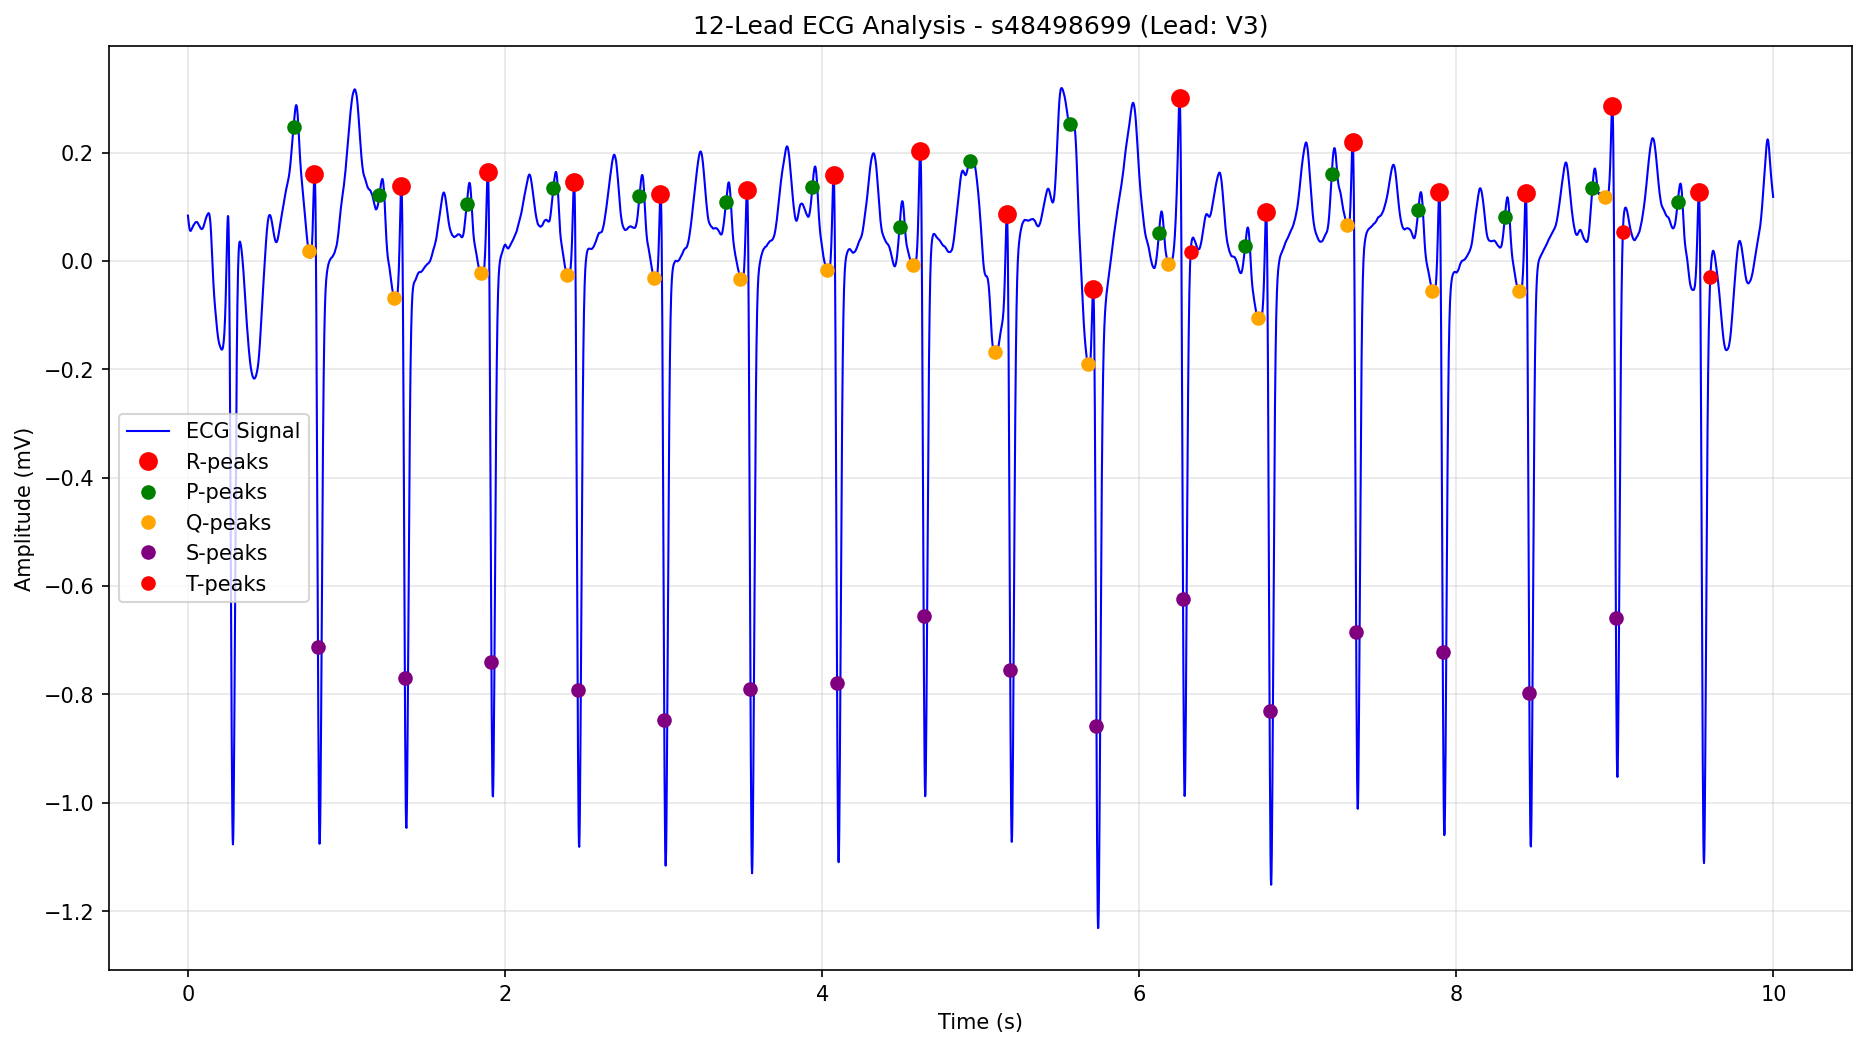 12-Lead ECG Analysis - s48498699 (Lead: V3)
Amplitude (mV)
0.2
0.0
−0.2
−0.4
−0.6
−0.8
−1.0
−1.2
ECG Signal
R-peaks
P-peaks
Q-peaks
S-peaks
T-peaks
0 2 4 6 8 10
Time (s)